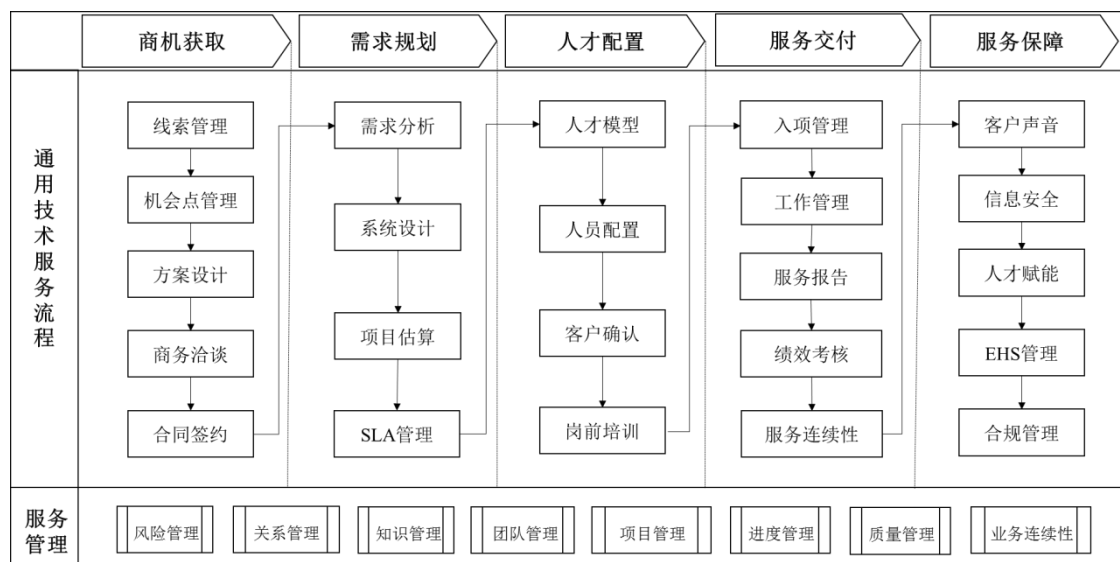 商机获取
需求规划
人才配置
服务交付
服务保障
通用技术服务流程
线索管理
机会点管理
方案设计
商务洽谈
合同签约
需求分析
系统设计
项目估算
SLA管理
人才模型
人员配置
客户确认
岗前培训
入项管理
工作管理
服务报告
绩效考核
服务连续性
客户声音
信息安全
人才赋能
EHS管理
合规管理
服务
管理
风险管理
关系管理
知识管理
团队管理
项目管理
进度管理
质量管理
业务连续性